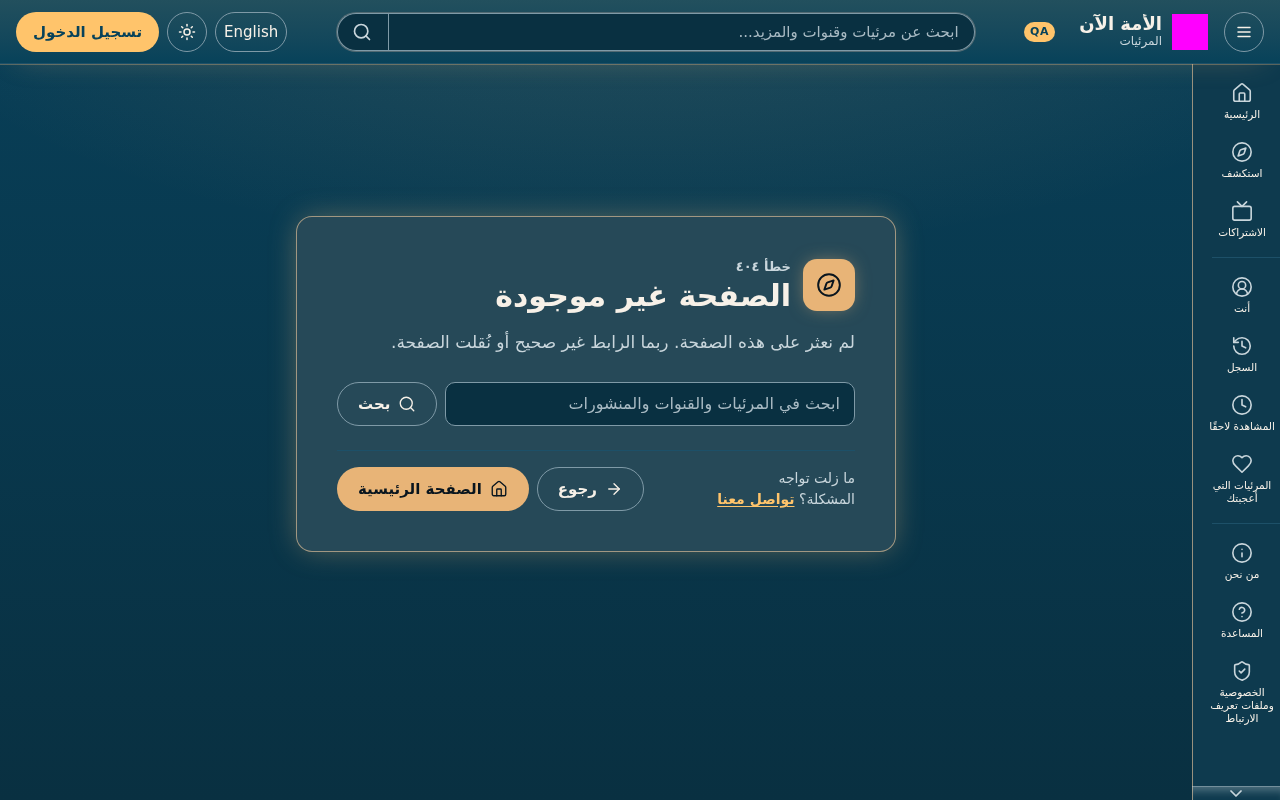 الأمة الآن
المرئيات
QA
ابحث عن مرئيات وقنوات والمزيد...
English
تسجيل الدخول
الرئيسية
استكشف
الاشتراكات
أنت
السجل
المشاهدة لاحقًا
المرئيات التي
أعجبتك
من نحن
المساعدة
الخصوصية
وملفات تعريف
الارتباط
خطأ ٤٠٤
الصفحة غير موجودة
لم نعثر على هذه الصفحة. ربما الرابط غير صحيح أو نُقلت الصفحة.
ابحث في المرئيات والقنوات والمنشورات
بحث
ما زلت تواجه
المشكلة؟ تواصل معنا
رجوع
الصفحة الرئيسية